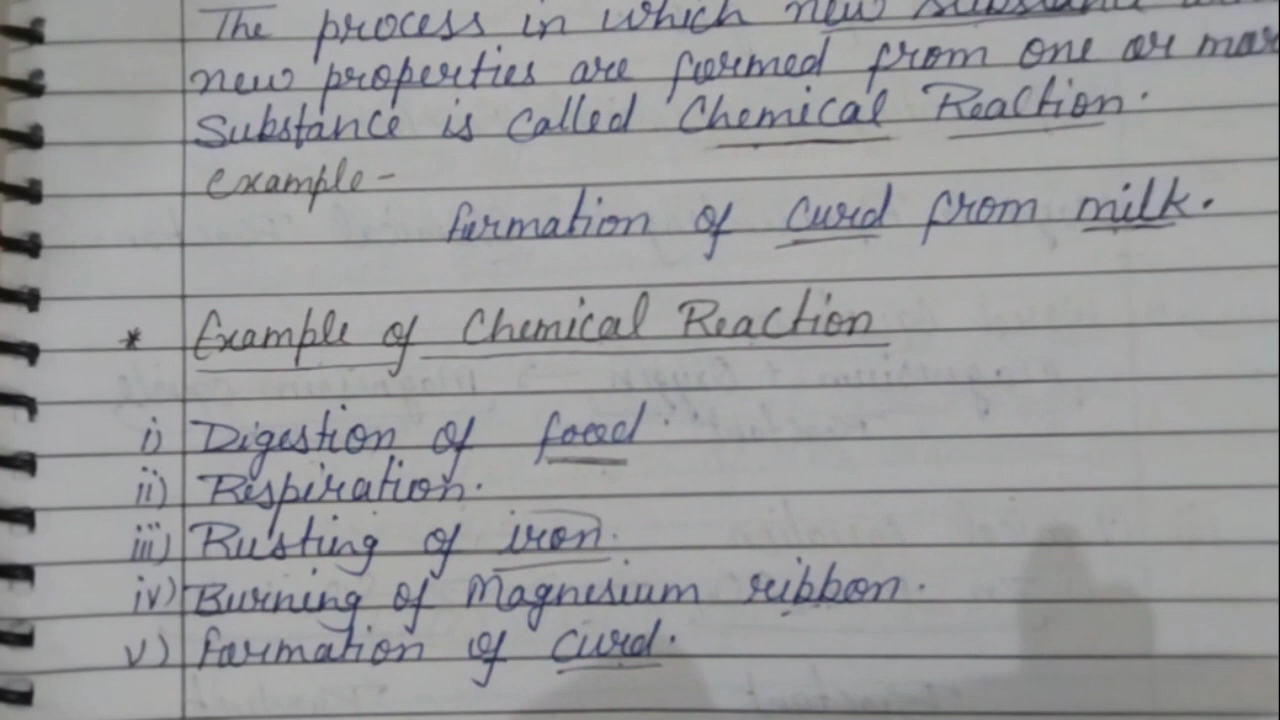 The process in which new substance
new properties are formed from one or mor
Substance is called Chemical Reaction.
example-
formation of curd from milk.
* Example of Chemical Reaction
i) Digestion of food.
ii) Respiration.
iii) Rusting of iron.
iv) Burning of Magnesium ribbon.
v) formation of curd.